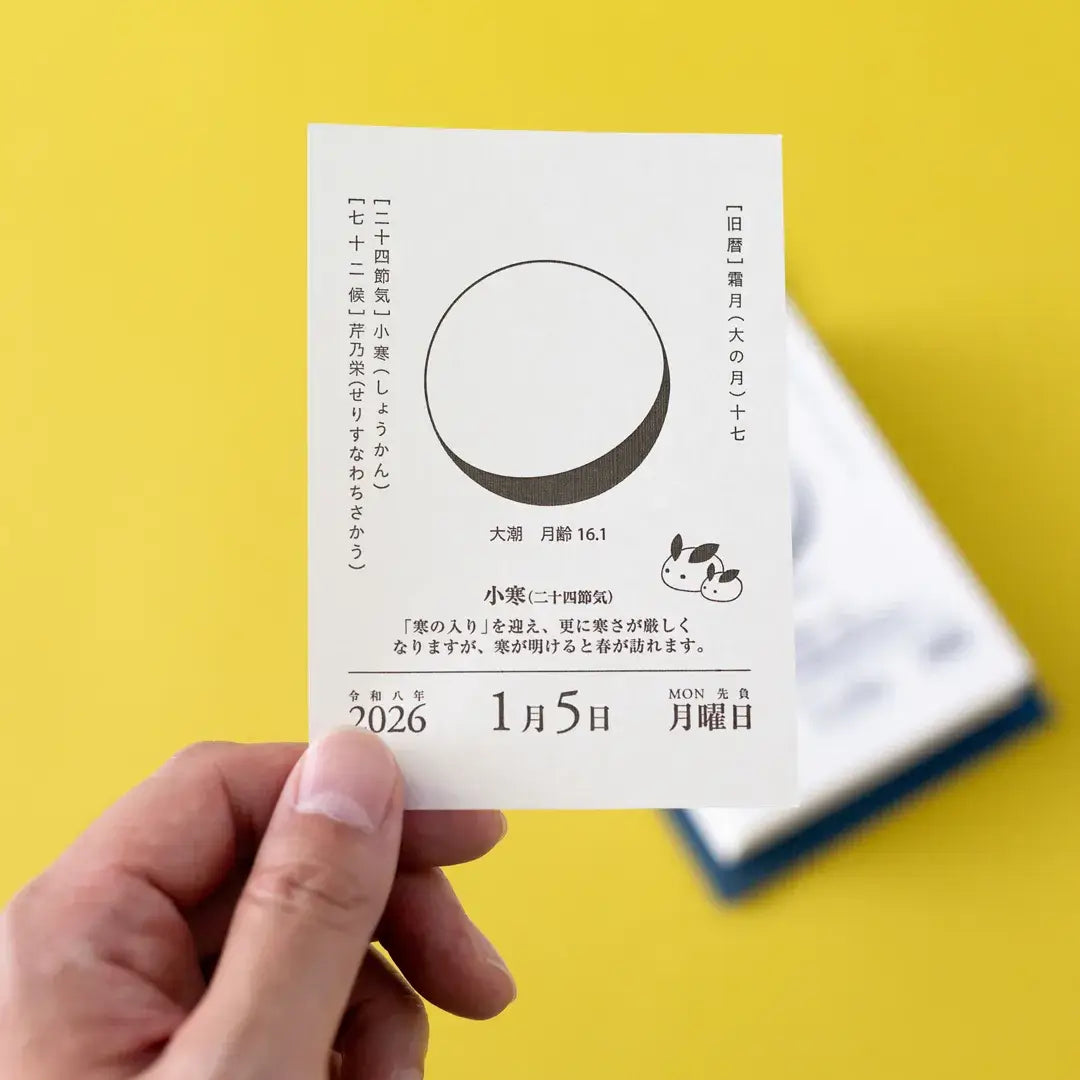 [旧暦]霜月(大の月)十七
[二十四節気]小寒(しょうかん)
[七十二候]芹乃栄(せりすなわちさかう)
大潮 月齢 16.1
小寒(二十四節気)
「寒の入り」を迎え、更に寒さが厳しく
なりますが、寒が明けると春が訪れます。
令和八年
2026
1月5日
MON 先負
月曜日